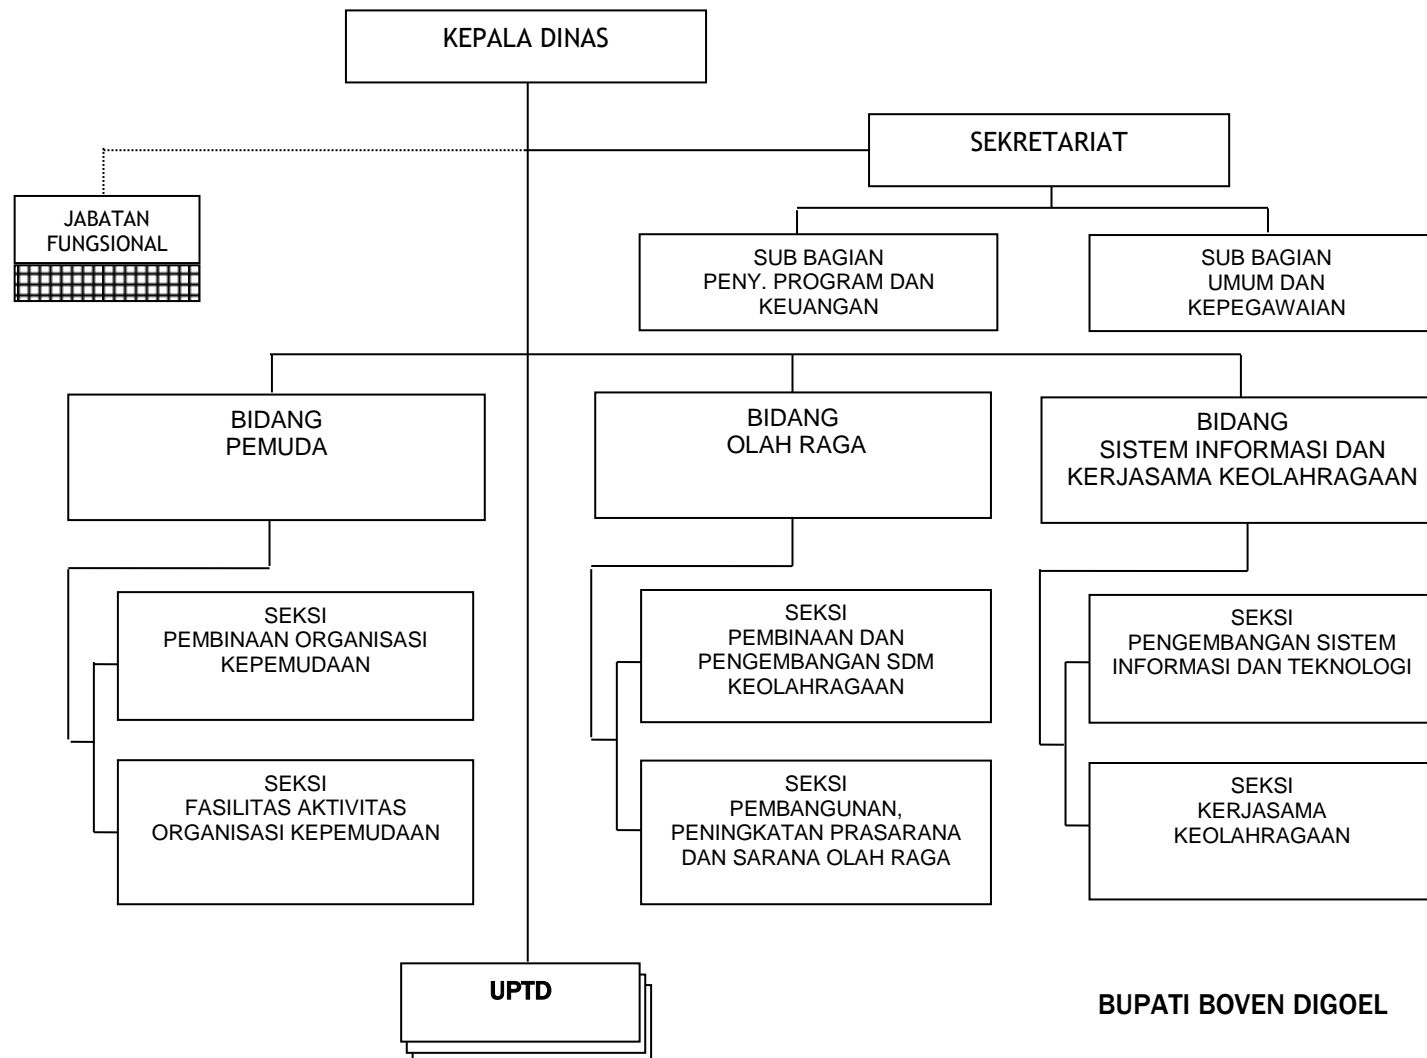 KEPALA DINAS
SEKRETARIAT
JABATAN
FUNGSIONAL
SUB BAGIAN
PENY. PROGRAM DAN
KEUANGAN
SUB BAGIAN
UMUM DAN
KEPEGAWAIAN
BIDANG
PEMUDA
BIDANG
OLAH RAGA
BIDANG
SISTEM INFORMASI DAN
KERJASAMA KEOLAHRAGAAN
SEKSI
PEMBINAAN ORGANISASI
KEPEMUDAAN
SEKSI
PEMBINAAN DAN
PENGEMBANGAN SDM
KEOLAHRAGAAN
SEKSI
PENGEMBANGAN SISTEM
INFORMASI DAN TEKNOLOGI
SEKSI
FASILITAS AKTIVITAS
ORGANISASI KEPEMUDAAN
SEKSI
PEMBANGUNAN,
PENINGKATAN PRASARANA
DAN SARANA OLAH RAGA
SEKSI
KERJASAMA
KEOLAHRAGAAN
UPTD
BUPATI BOVEN DIGOEL